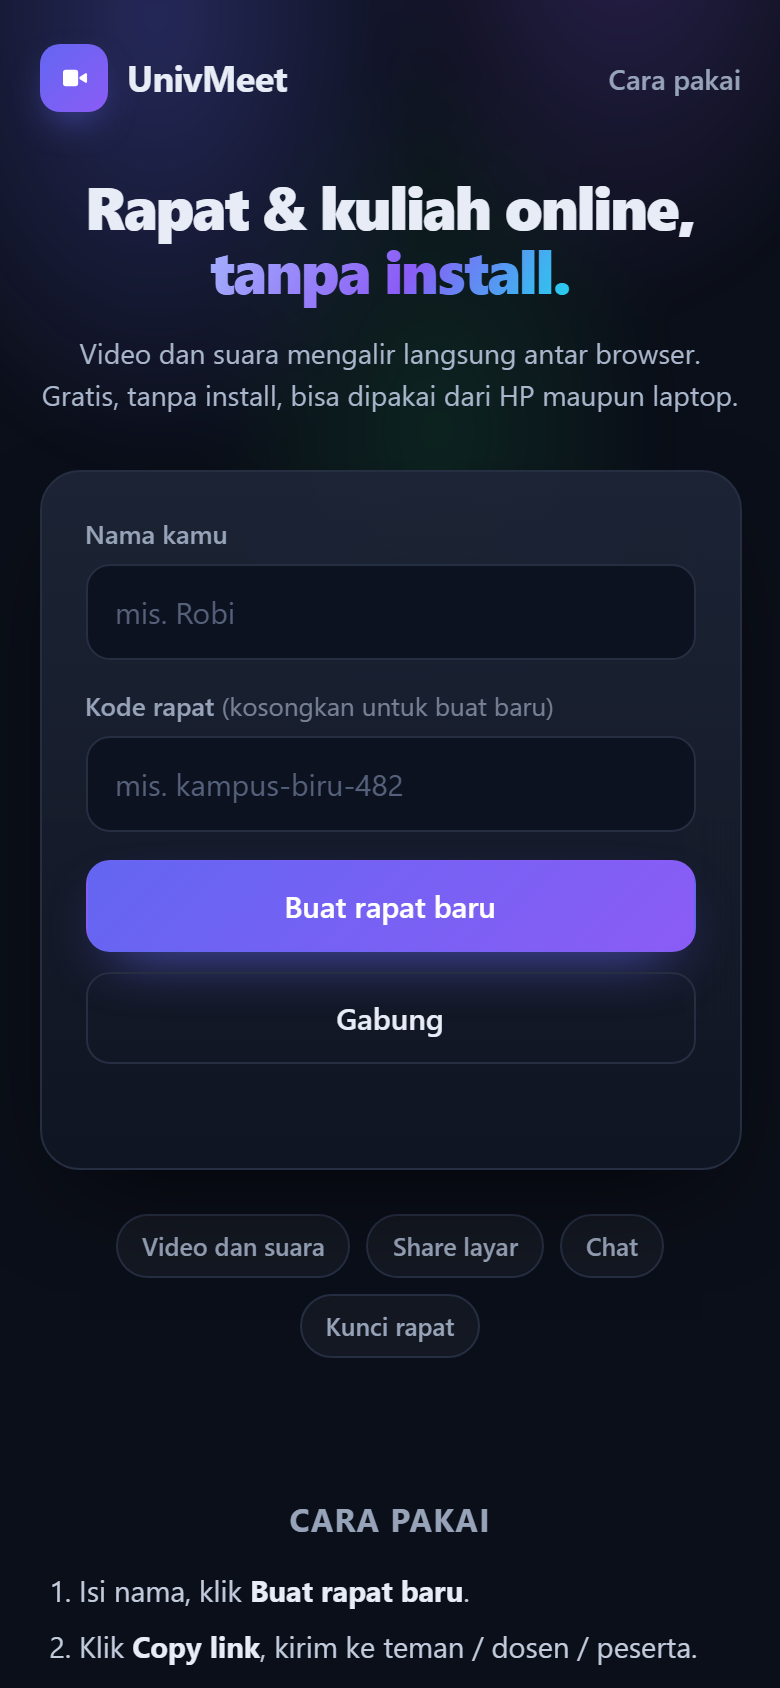 UnivMeet
Cara pakai
Rapat & kuliah online,
tanpa install.
Video dan suara mengalir langsung antar browser.
Gratis, tanpa install, bisa dipakai dari HP maupun laptop.
Nama kamu
mis. Robi
Kode rapat (kosongkan untuk buat baru)
mis. kampus-biru-482
Buat rapat baru
Gabung
Video dan suara
Share layar
Chat
Kunci rapat
CARA PAKAI
1. Isi nama, klik Buat rapat baru.
2. Klik Copy link, kirim ke teman / dosen / peserta.